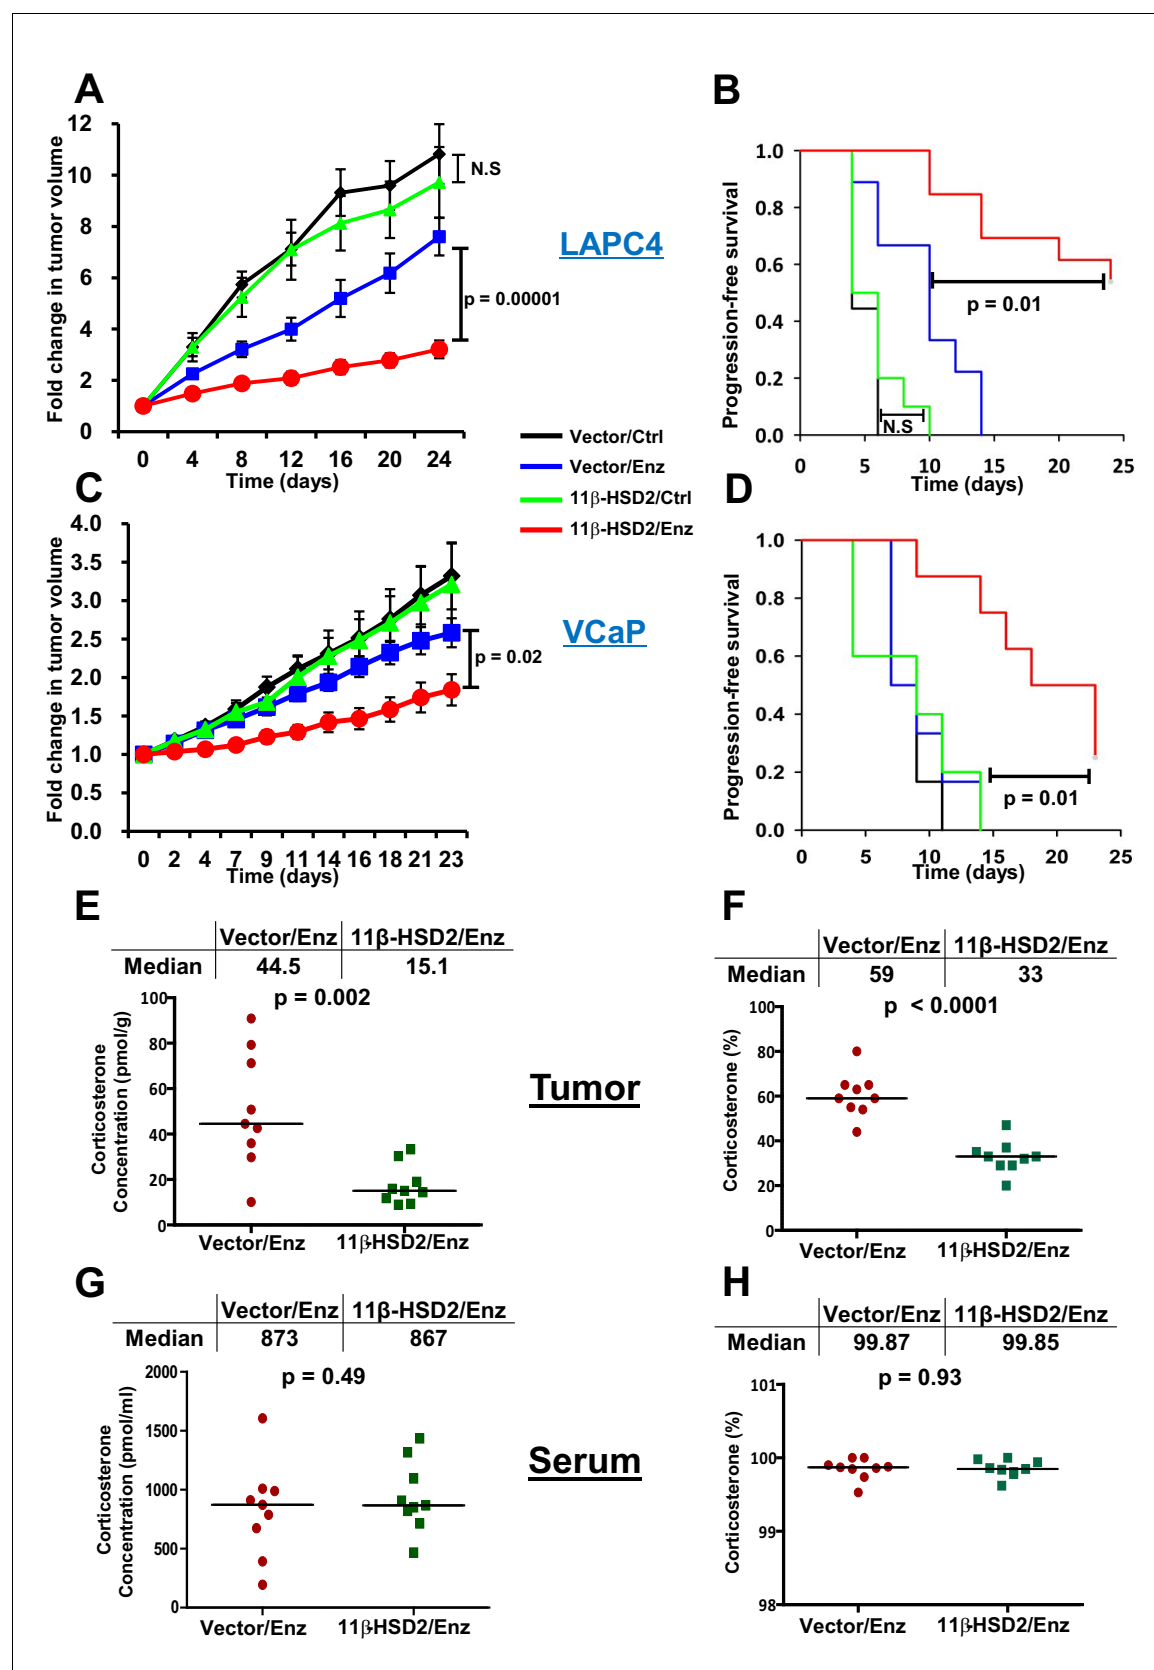 A
12
10
8
6
4
2
0
Fold change in tumor volume
0 4 8 12 16 20 24
Time (days)
N.S
p = 0.00001
LAPC4
B
1.0
0.8
0.6
0.4
0.2
0.0
Progression-free survival
0 5 10 15 20 25
Time (days)
p = 0.01
N.S
Vector/Ctrl
Vector/Enz
11β-HSD2/Ctrl
11β-HSD2/Enz
C
4.0
3.5
3.0
2.5
2.0
1.5
1.0
0.5
0.0
Fold change in tumor volume
0 2 4 7 9 11 14 16 18 21 23
Time (days)
p = 0.02
VCaP
D
1.0
0.8
0.6
0.4
0.2
0.0
Progression-free survival
0 5 10 15 20 25
Time (days)
p = 0.01
E
Vector/Enz 11β-HSD2/Enz
Median 44.5 15.1
p = 0.002
100
80
60
40
20
0
Corticosterone
Concentration (pmol/g)
Vector/Enz 11β-HSD2/Enz
Tumor
F
Vector/Enz 11β-HSD2/Enz
Median 59 33
p < 0.0001
100
80
60
40
20
0
Corticosterone (%)
Vector/Enz 11β-HSD2/Enz
G
Vector/Enz 11β-HSD2/Enz
Median 873 867
p = 0.49
2000
1500
1000
500
0
Corticosterone
Concentration (pmol/ml)
Vector/Enz 11β-HSD2/Enz
Serum
H
Vector/Enz 11β-HSD2/Enz
Median 99.87 99.85
p = 0.93
101
100
99
98
Corticosterone (%)
Vector/Enz 11β-HSD2/Enz